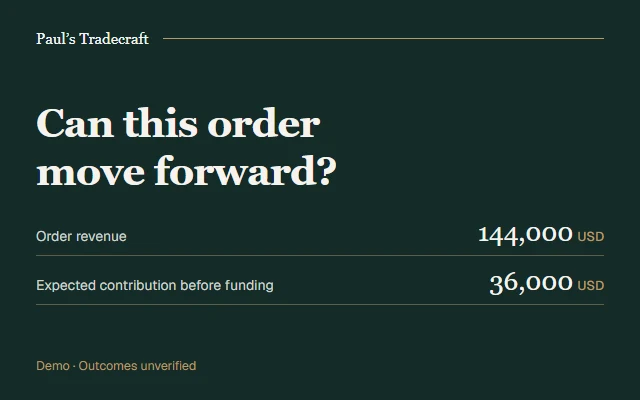 Paul’s Tradecraft
Can this order
move forward?
Order revenue 144,000 USD
Expected contribution before funding 36,000 USD
Demo · Outcomes unverified